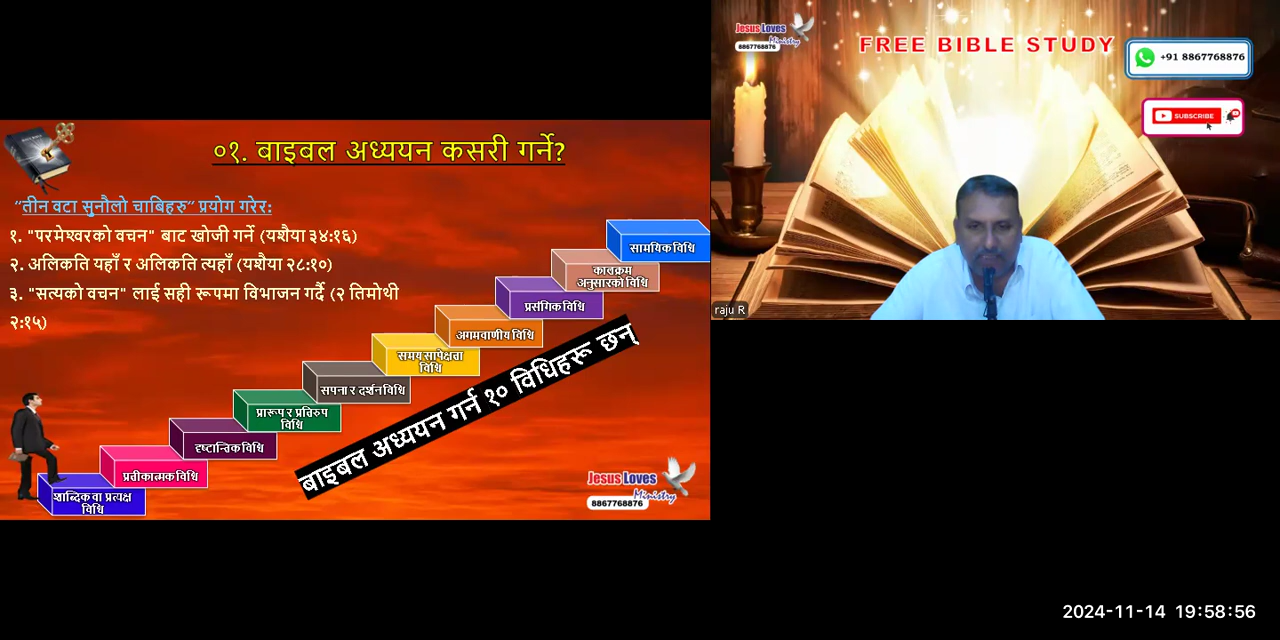 ०१. बाइबल अध्ययन कसरी गर्ने?
“तीन वटा सुनौलो चाबिहरु” प्रयोग गरेर:
१. "परमेश्वरको वचन" बाट खोजी गर्ने (यशैया ३४:१६)
२. अलिकति यहाँ र अलिकति त्यहाँ (यशैया २८:१०)
३. "सत्यको वचन" लाई सही रूपमा विभाजन गर्दै (२ तिमोथी
२:१५)
सामयिक विधि
कालक्रम
अनुसारको विधि
प्रसंगिक विधि
अगमवाणीय विधि
समय सापेक्षता
विधि
सपना र दर्शन विधि
प्रारूप र प्रतिरुप
विधि
दृष्टान्तिक विधि
प्रतीकात्मक विधि
शाब्दिक वा प्रत्यक्ष
विधि
बाइबल अध्ययन गर्न १० विधिहरू छन्
Jesus Loves
Ministry
8867768876
Jesus Loves
Ministry
8867768876
FREE BIBLE STUDY
+91 8867768876
SUBSCRIBE
raju R
2024-11-14 19:58:56